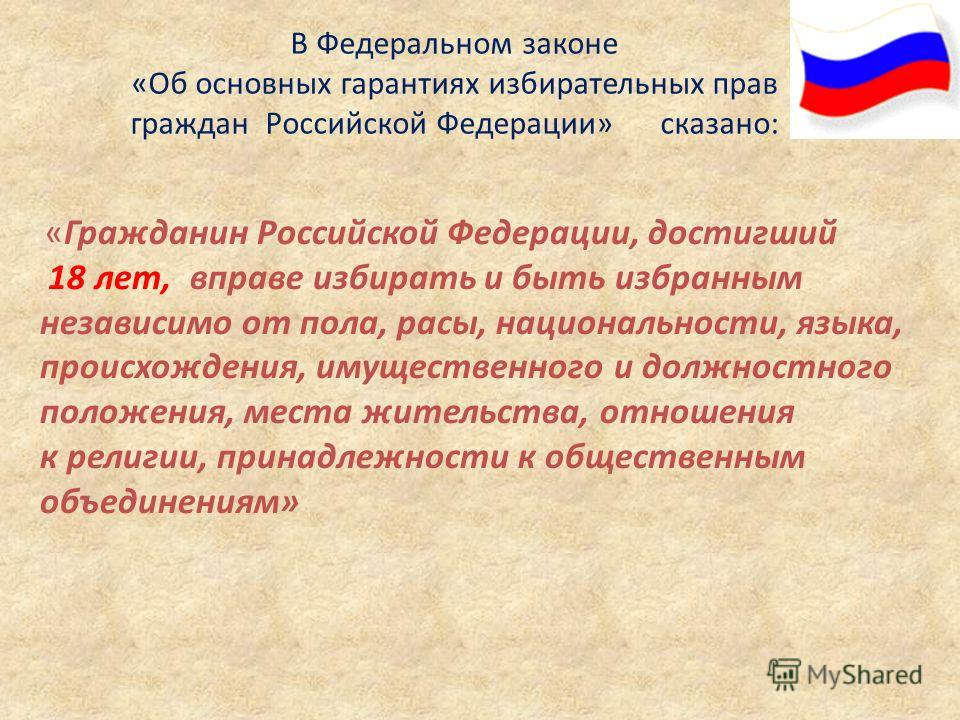 В Федеральном законе
«Об основных гарантиях избирательных прав
граждан Российской Федерации» сказано:
«Гражданин Российской Федерации, достигший
18 лет, вправе избирать и быть избранным
независимо от пола, расы, национальности, языка,
происхождения, имущественного и должностного
положения, места жительства, отношения
к религии, принадлежности к общественным
объединениям»
MyShared